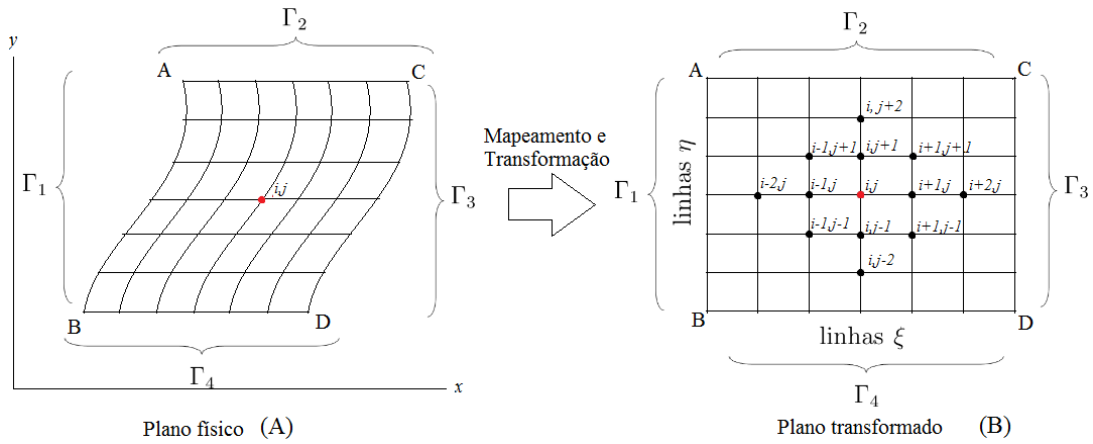 Γ2
y
A
C
i,j
Γ1
Γ3
B
D
Γ4
x
Plano físico (A)
Mapeamento e
Transformação
Γ2
A
C
i, j+2
i-1,j+1
i,j+1
i+1,j+1
i-2,j
i-1,j
i,j
i+1,j
i+2,j
i-1,j-1
i,j-1
i+1,j-1
i,j-2
Γ1
linhas η
Γ3
B
linhas ξ
D
Γ4
Plano transformado (B)